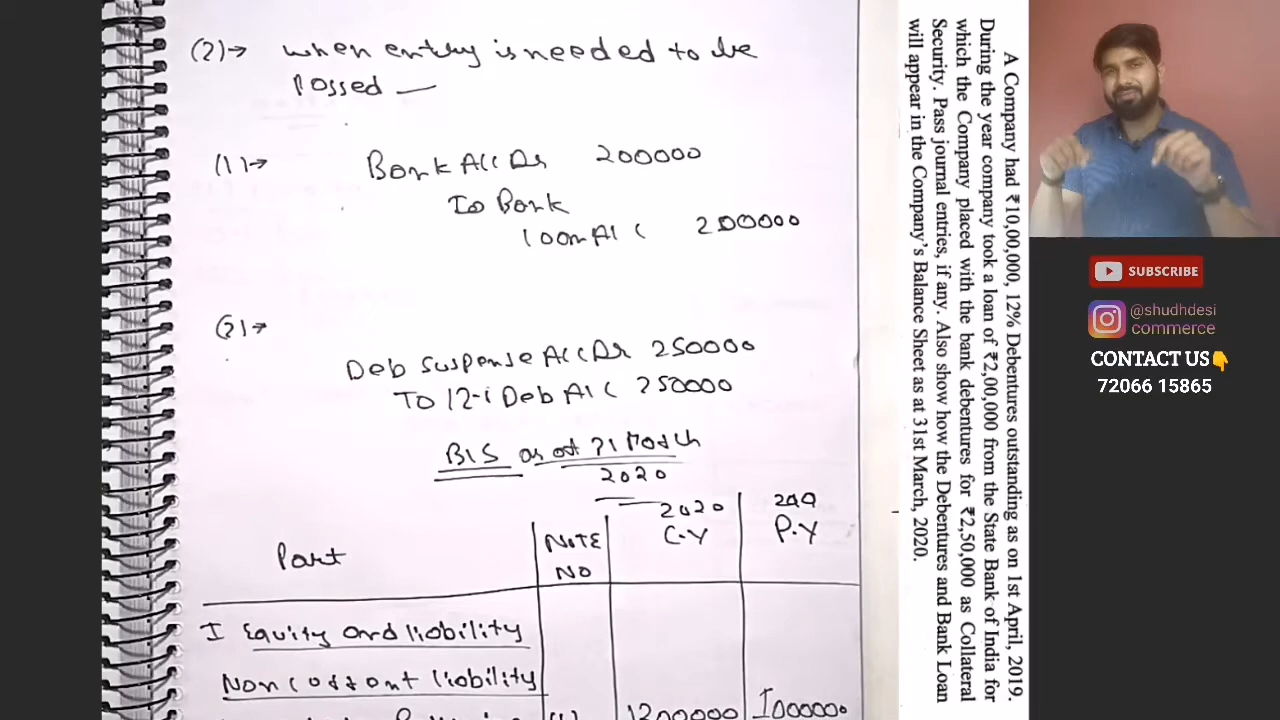 (2)→ when entry is needed to be
Passed —
(1)→ Bank A/C Dr 200000
To Bank
loan A/C 200000
(2)→
Deb Suspense A/C Dr 250000
To 12-% Deb A/C 250000
B/S as at 31 March
2020
Part
NOTE
NO
2020
C.Y
2019
P.Y
I Equity and liability
Non current liability
(1) 1200000 1000000
A Company had ₹10,00,000, 12% Debentures outstanding as on 1st April, 2019.
During the year company took a loan of ₹2,00,000 from the State Bank of India for
which the Company placed with the bank debentures for ₹2,50,000 as Collateral
Security. Pass journal entries, if any. Also show how the Debentures and Bank Loan
will appear in the Company's Balance Sheet as at 31st March, 2020.
SUBSCRIBE
@shudhdesi
commerce
CONTACT US👇
72066 15865